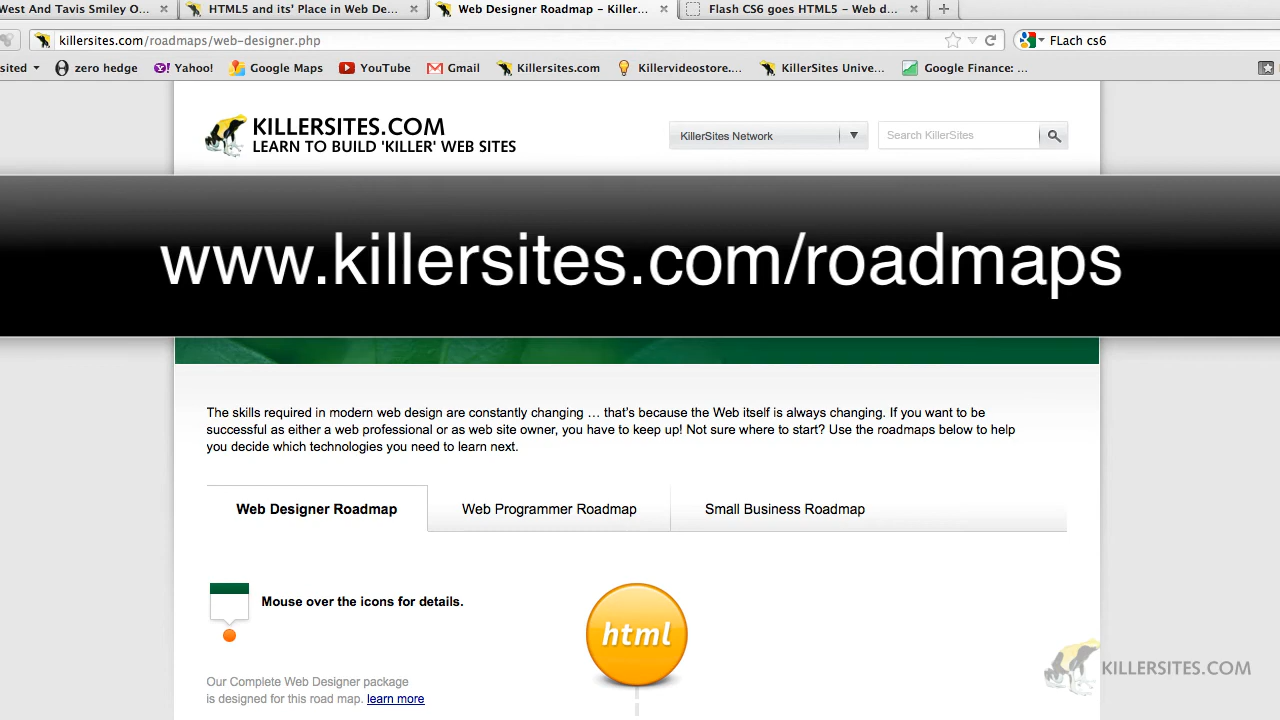 West And Tavis Smiley O...
HTML5 and its' Place in Web De...
Web Designer Roadmap – Killer...
Flash CS6 goes HTML5 – Web d...
killersites.com/roadmaps/web-designer.php
FLach cs6
sited
zero hedge
Yahoo!
Google Maps
YouTube
Gmail
Killersites.com
Killervideostore....
KillerSites Unive...
Google Finance: ...
KILLERSITES.COM
LEARN TO BUILD 'KILLER' WEB SITES
KillerSites Network
Search KillerSites
www.killersites.com/roadmaps
The skills required in modern web design are constantly changing … that's because the Web itself is always changing. If you want to be
successful as either a web professional or as web site owner, you have to keep up! Not sure where to start? Use the roadmaps below to help
you decide which technologies you need to learn next.
Web Designer Roadmap
Web Programmer Roadmap
Small Business Roadmap
Mouse over the icons for details.
html
Our Complete Web Designer package
is designed for this road map. learn more
KILLERSITES.COM